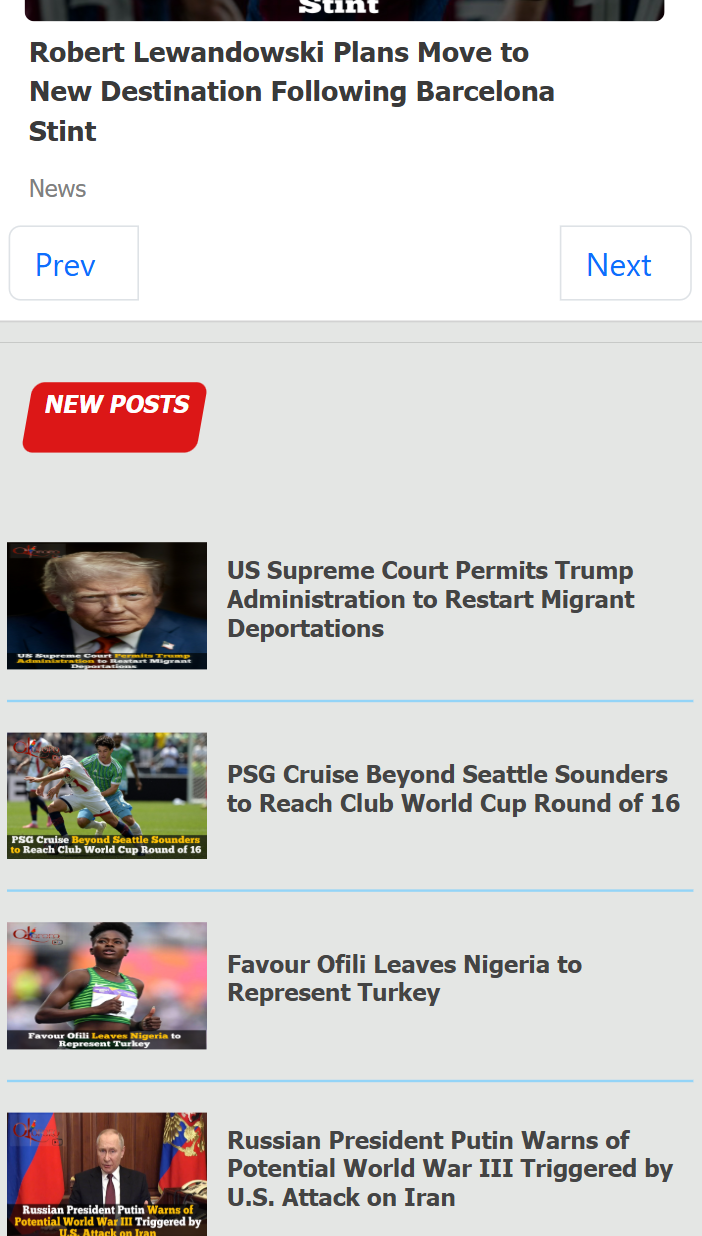 Stint
Robert Lewandowski Plans Move to
New Destination Following Barcelona
Stint
News
Prev
Next
NEW POSTS
US Supreme Court Permits Trump
Administration to Restart Migrant
Deportations
US Supreme Court Permits Trump
Administration to Restart Migrant
Deportations
PSG Cruise Beyond Seattle Sounders
to Reach Club World Cup Round of 16
PSG Cruise Beyond Seattle Sounders
to Reach Club World Cup Round of 16
Favour Ofili Leaves Nigeria to
Represent Turkey
Favour Ofili Leaves Nigeria to
Represent Turkey
Russian President Putin Warns of
Potential World War III Triggered by
U.S. Attack on Iran
Russian President Putin Warns of
Potential World War III Triggered by
U.S. Attack on Iran